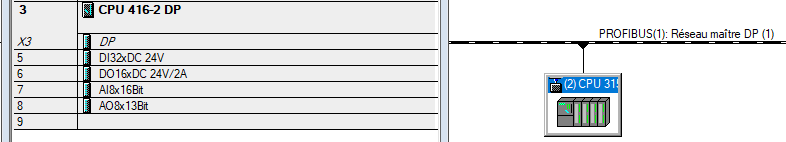 3 CPU 416-2 DP
X3 DP
5 DI32xDC 24V
6 DO16xDC 24V/2A
7 AI8x16Bit
8 AO8x13Bit
9
PROFIBUS(1): Réseau maître DP (1)
(2) CPU 315